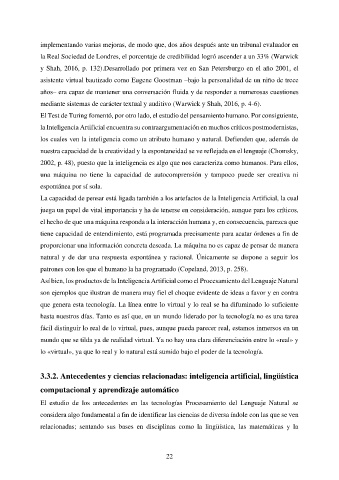 implementando varias mejoras, de modo que, dos años después ante un tribunal evaluador en
la Real Sociedad de Londres, el porcentaje de credibilidad logró ascender a un 33% (Warwick
y Shah, 2016, p. 132).Desarrollado por primera vez en San Petersburgo en el año 2001, el
asistente virtual bautizado como Eugene Goostman –bajo la personalidad de un niño de trece
años– era capaz de mantener una conversación fluida y de responder a numerosas cuestiones
mediante sistemas de carácter textual y auditivo (Warwick y Shah, 2016, p. 4-6).
El Test de Turing fomentó, por otro lado, el estudio del pensamiento humano. Por consiguiente,
la Inteligencia Artificial encuentra su contraargumentación en muchos críticos postmodernistas,
los cuales ven la inteligencia como un atributo humano y natural. Defienden que, además de
nuestra capacidad de la creatividad y la espontaneidad se ve reflejada en el lenguaje (Chomsky,
2002, p. 48), puesto que la inteligencia es algo que nos caracteriza como humanos. Para ellos,
una máquina no tiene la capacidad de autocomprensión y tampoco puede ser creativa ni
espontánea por sí sola.
La capacidad de pensar está ligada también a los artefactos de la Inteligencia Artificial, la cual
juega un papel de vital importancia y ha de tenerse en consideración, aunque para los críticos,
el hecho de que una máquina responda a la interacción humana y, en consecuencia, parezca que
tiene capacidad de entendimiento, está programada precisamente para acatar órdenes a fin de
proporcionar una información concreta deseada. La máquina no es capaz de pensar de manera
natural y de dar una respuesta espontánea y racional. Únicamente se dispone a seguir los
patrones con los que el humano la ha programado (Copeland, 2013, p. 258).
Así bien, los productos de la Inteligencia Artificial como el Procesamiento del Lenguaje Natural
son ejemplos que ilustran de manera muy fiel el choque evidente de ideas a favor y en contra
que genera esta tecnología. La línea entre lo virtual y lo real se ha difuminado lo suficiente
hasta nuestros días. Tanto es así que, en un mundo liderado por la tecnología no es una tarea
fácil distinguir lo real de lo virtual, pues, aunque pueda parecer real, estamos inmersos en un
mundo que se tilda ya de realidad virtual. Ya no hay una clara diferenciación entre lo «real» y
lo «virtual», ya que lo real y lo natural está sumido bajo el poder de la tecnología.
3.3.2. Antecedentes y ciencias relacionadas: inteligencia artificial, lingüística
computacional y aprendizaje automático
El estudio de los antecedentes en las tecnologías Procesamiento del Lenguaje Natural se
considera algo fundamental a fin de identificar las ciencias de diversa índole con las que se ven
relacionadas; sentando sus bases en disciplinas como la lingüística, las matemáticas y la
22